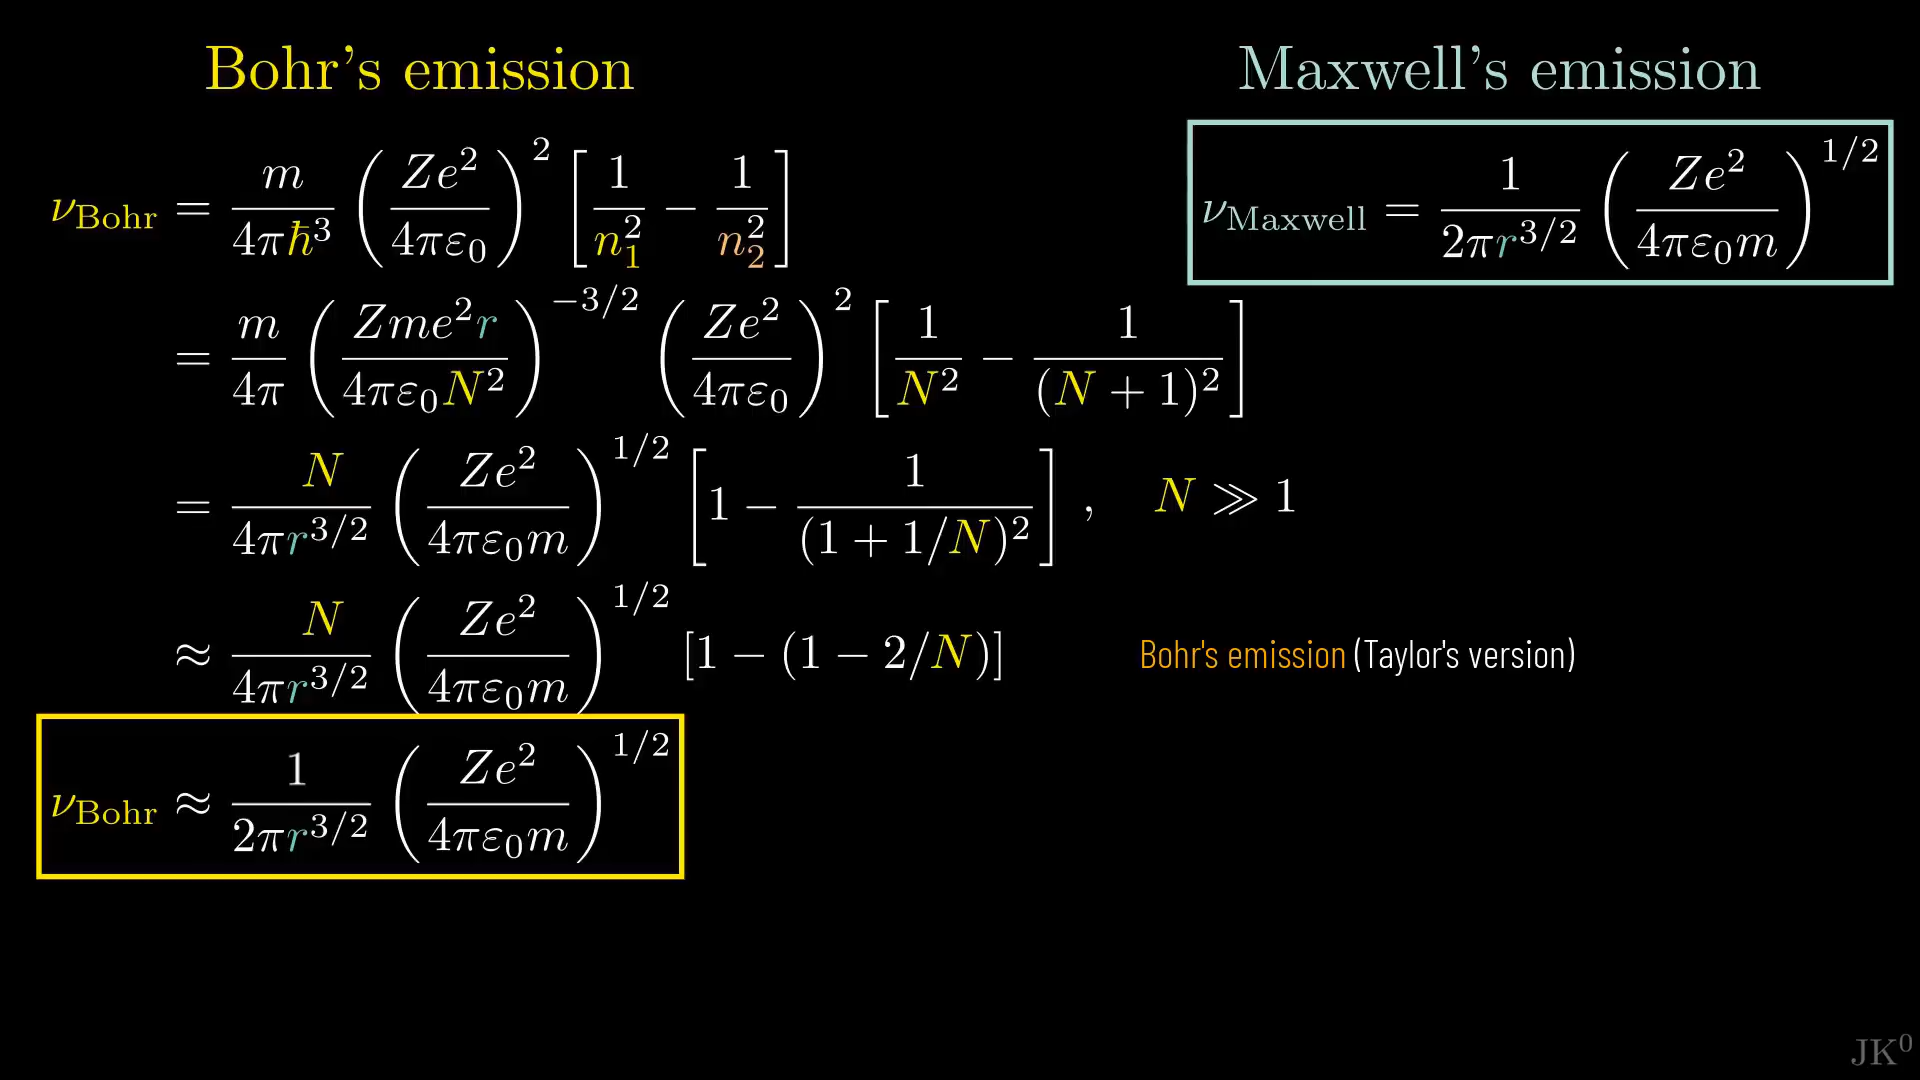 Bohr's emission
Maxwell's emission
ν_Bohr = m/(4πħ³) (Ze²/(4πε₀))² [1/n₁² − 1/n₂²]
ν_Maxwell = 1/(2πr^(3/2)) (Ze²/(4πε₀m))^(1/2)
= m/(4π) (Zme²r/(4πε₀N²))^(−3/2) (Ze²/(4πε₀))² [1/N² − 1/(N + 1)²]
= N/(4πr^(3/2)) (Ze²/(4πε₀m))^(1/2) [1 − 1/(1 + 1/N)²] , N ≫ 1
≈ N/(4πr^(3/2)) (Ze²/(4πε₀m))^(1/2) [1 − (1 − 2/N)]
Bohr's emission (Taylor's version)
ν_Bohr ≈ 1/(2πr^(3/2)) (Ze²/(4πε₀m))^(1/2)
JK⁰